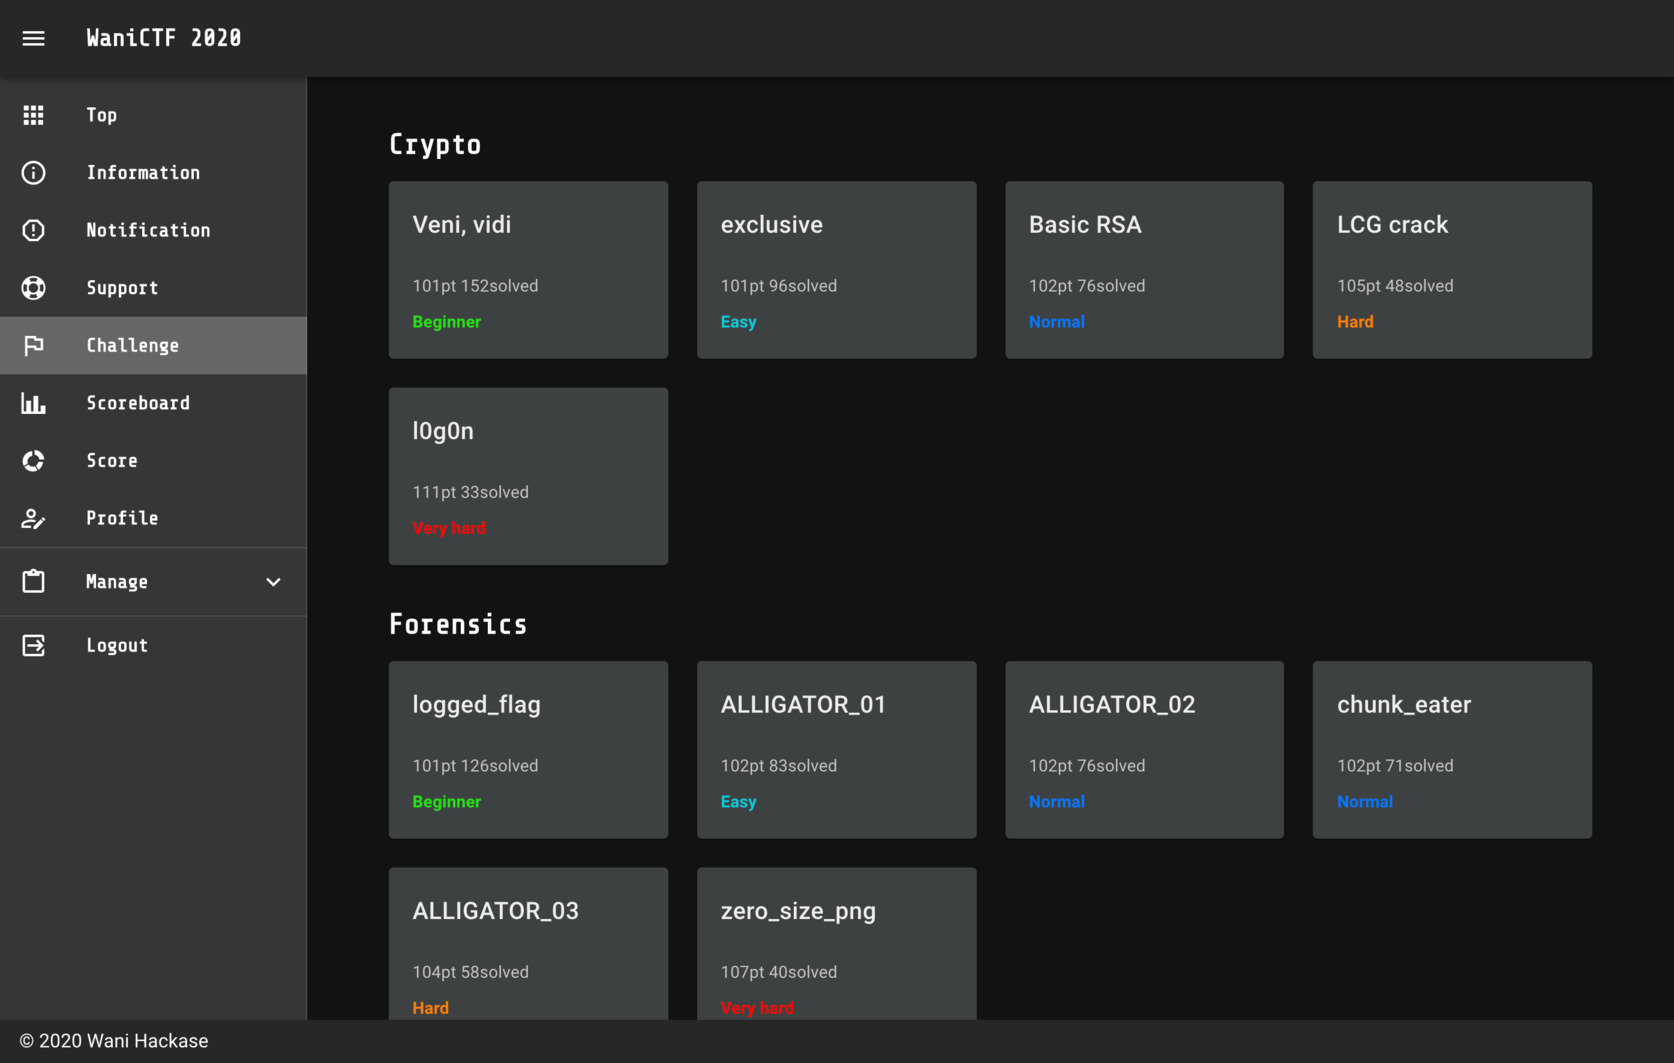 WaniCTF 2020
Top
Information
Notification
Support
Challenge
Scoreboard
Score
Profile
Manage
Logout
Crypto
Veni, vidi
101pt 152solved
Beginner
exclusive
101pt 96solved
Easy
Basic RSA
102pt 76solved
Normal
LCG crack
105pt 48solved
Hard
l0g0n
111pt 33solved
Very hard
Forensics
logged_flag
101pt 126solved
Beginner
ALLIGATOR_01
102pt 83solved
Easy
ALLIGATOR_02
102pt 76solved
Normal
chunk_eater
102pt 71solved
Normal
ALLIGATOR_03
104pt 58solved
Hard
zero_size_png
107pt 40solved
Very hard
© 2020 Wani Hackase